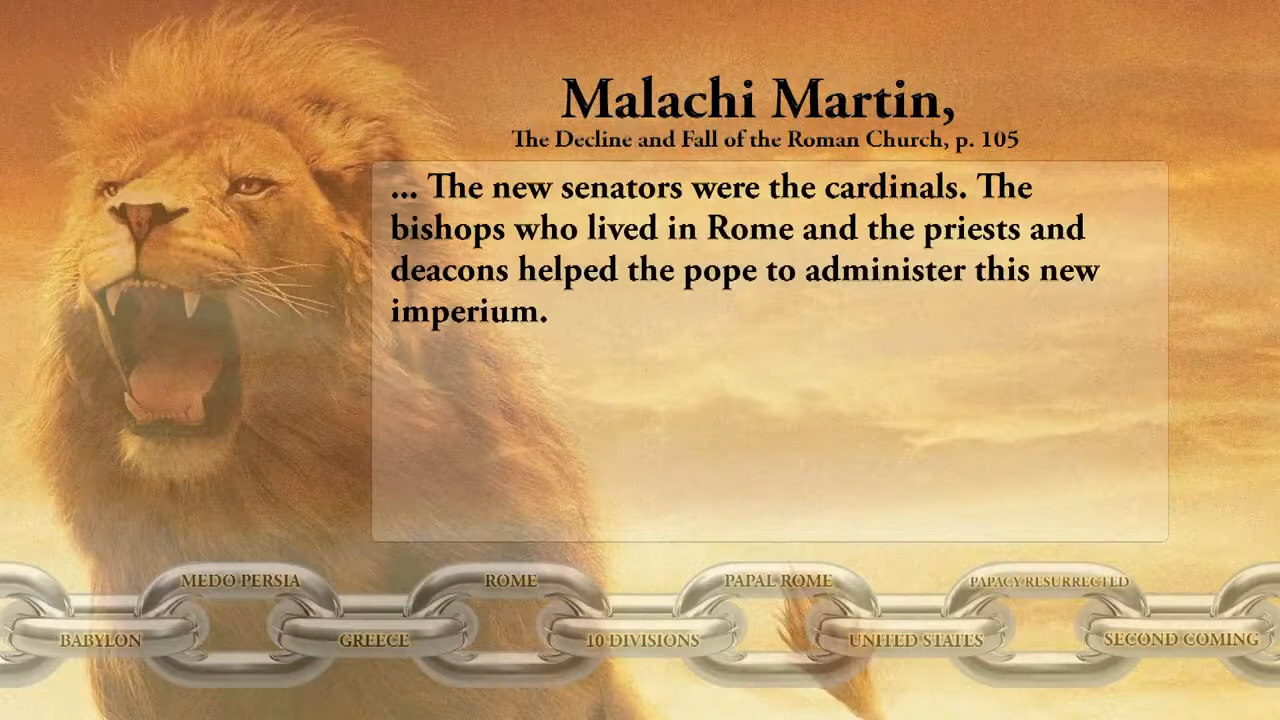 Malachi Martin,
The Decline and Fall of the Roman Church, p. 105
... The new senators were the cardinals. The
bishops who lived in Rome and the priests and
deacons helped the pope to administer this new
imperium.
MEDO PERSIA ROME PAPAL ROME PAPACY RESURRECTED
BABYLON GREECE 10 DIVISIONS UNITED STATES SECOND COMING